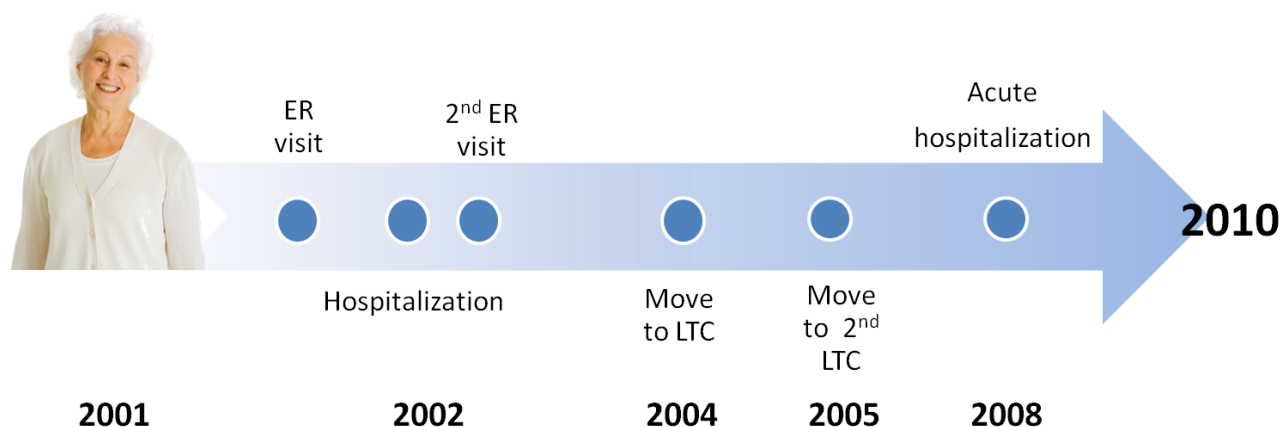 ER
visit
2nd ER
visit
Acute
hospitalization
2010
Hospitalization
Move
to LTC
Move
to 2nd
LTC
2001
2002
2004
2005
2008